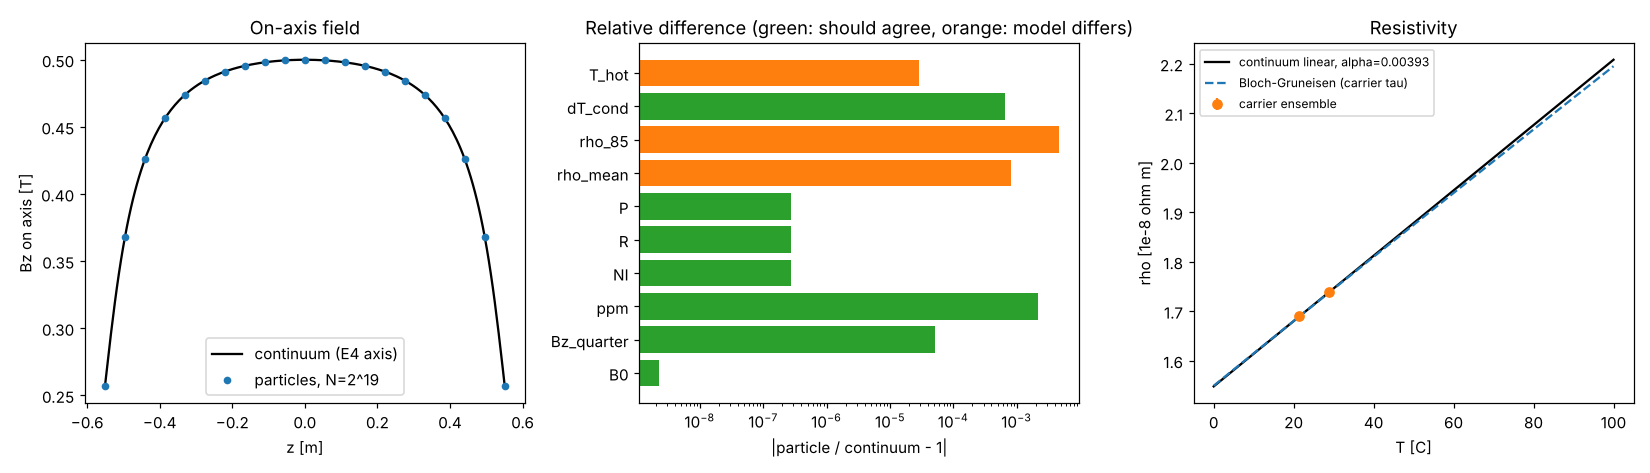 On-axis field
Bz on axis [T]
0.50
0.45
0.40
0.35
0.30
0.25
continuum (E4 axis)
particles, N=2^19
−0.6
−0.4
−0.2
0.0
0.2
0.4
0.6
z [m]
Relative difference (green: should agree, orange: model differs)
T_hot
dT_cond
rho_85
rho_mean
P
R
NI
ppm
Bz_quarter
B0
10⁻⁸
10⁻⁷
10⁻⁶
10⁻⁵
10⁻⁴
10⁻³
|particle / continuum - 1|
Resistivity
rho [1e-8 ohm m]
2.2
2.1
2.0
1.9
1.8
1.7
1.6
continuum linear, alpha=0.00393
Bloch-Gruneisen (carrier tau)
carrier ensemble
0
20
40
60
80
100
T [C]